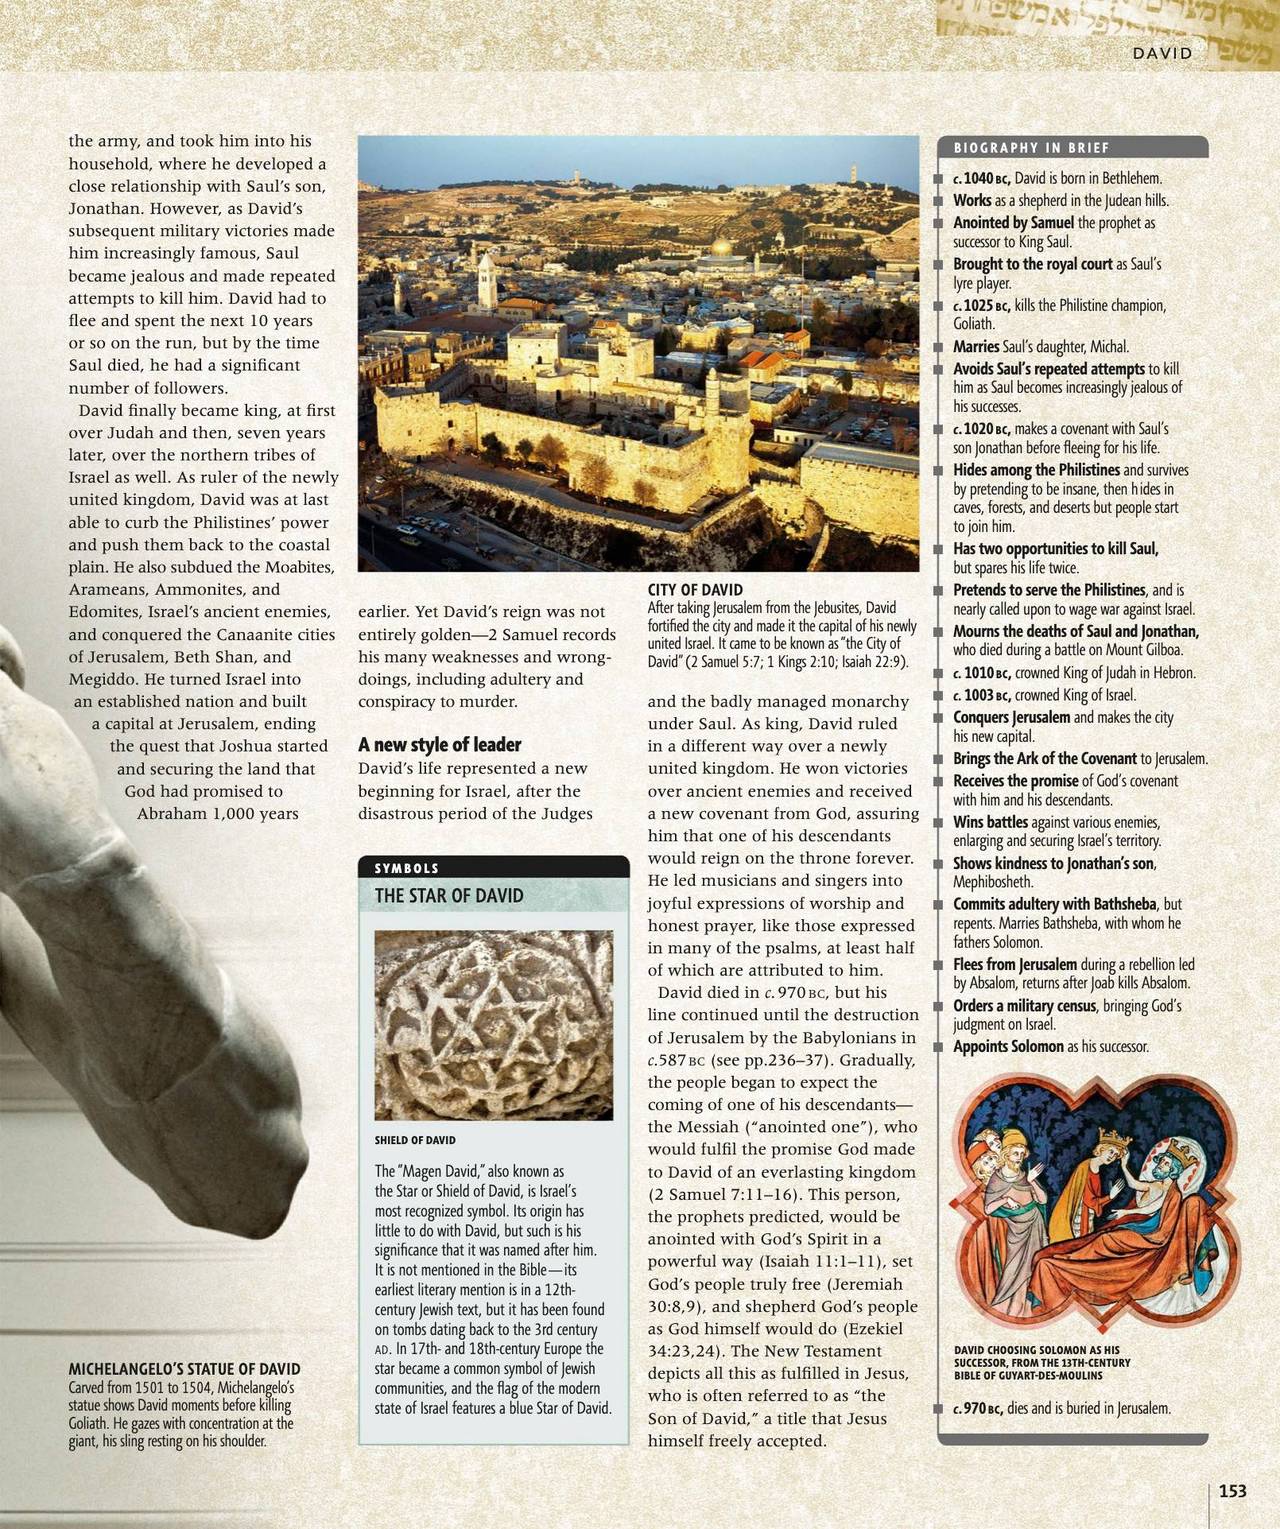 DAVID
the army, and took him into his
household, where he developed a
close relationship with Saul's son,
Jonathan. However, as David's
subsequent military victories made
him increasingly famous, Saul
became jealous and made repeated
attempts to kill him. David had to
flee and spent the next 10 years
or so on the run, but by the time
Saul died, he had a significant
number of followers.
David finally became king, at first
over Judah and then, seven years
later, over the northern tribes of
Israel as well. As ruler of the newly
united kingdom, David was at last
able to curb the Philistines' power
and push them back to the coastal
plain. He also subdued the Moabites,
Arameans, Ammonites, and
Edomites, Israel's ancient enemies,
and conquered the Canaanite cities
of Jerusalem, Beth Shan, and
Megiddo. He turned Israel into
an established nation and built
a capital at Jerusalem, ending
the quest that Joshua started
and securing the land that
God had promised to
Abraham 1,000 years
MICHELANGELO'S STATUE OF DAVID
Carved from 1501 to 1504, Michelangelo's
statue shows David moments before killing
Goliath. He gazes with concentration at the
giant, his sling resting on his shoulder.
earlier. Yet David's reign was not
entirely golden—2 Samuel records
his many weaknesses and wrong-
doings, including adultery and
conspiracy to murder.
A new style of leader
David's life represented a new
beginning for Israel, after the
disastrous period of the Judges
SYMBOLS
THE STAR OF DAVID
SHIELD OF DAVID
The "Magen David," also known as
the Star or Shield of David, is Israel's
most recognized symbol. Its origin has
little to do with David, but such is his
significance that it was named after him.
It is not mentioned in the Bible—its
earliest literary mention is in a 12th-
century Jewish text, but it has been found
on tombs dating back to the 3rd century
AD. In 17th- and 18th-century Europe the
star became a common symbol of Jewish
communities, and the flag of the modern
state of Israel features a blue Star of David.
CITY OF DAVID
After taking Jerusalem from the Jebusites, David
fortified the city and made it the capital of his newly
united Israel. It came to be known as "the City of
David" (2 Samuel 5:7; 1 Kings 2:10; Isaiah 22:9).
and the badly managed monarchy
under Saul. As king, David ruled
in a different way over a newly
united kingdom. He won victories
over ancient enemies and received
a new covenant from God, assuring
him that one of his descendants
would reign on the throne forever.
He led musicians and singers into
joyful expressions of worship and
honest prayer, like those expressed
in many of the psalms, at least half
of which are attributed to him.
David died in c. 970 BC, but his
line continued until the destruction
of Jerusalem by the Babylonians in
c.587 BC (see pp.236–37). Gradually,
the people began to expect the
coming of one of his descendants—
the Messiah ("anointed one"), who
would fulfil the promise God made
to David of an everlasting kingdom
(2 Samuel 7:11–16). This person,
the prophets predicted, would be
anointed with God's Spirit in a
powerful way (Isaiah 11:1–11), set
God's people truly free (Jeremiah
30:8,9), and shepherd God's people
as God himself would do (Ezekiel
34:23,24). The New Testament
depicts all this as fulfilled in Jesus,
who is often referred to as "the
Son of David," a title that Jesus
himself freely accepted.
BIOGRAPHY IN BRIEF
c. 1040 BC, David is born in Bethlehem.
Works as a shepherd in the Judean hills.
Anointed by Samuel the prophet as
successor to King Saul.
Brought to the royal court as Saul's
lyre player.
c. 1025 BC, kills the Philistine champion,
Goliath.
Marries Saul's daughter, Michal.
Avoids Saul's repeated attempts to kill
him as Saul becomes increasingly jealous of
his successes.
c. 1020 BC, makes a covenant with Saul's
son Jonathan before fleeing for his life.
Hides among the Philistines and survives
by pretending to be insane, then hides in
caves, forests, and deserts but people start
to join him.
Has two opportunities to kill Saul,
but spares his life twice.
Pretends to serve the Philistines, and is
nearly called upon to wage war against Israel.
Mourns the deaths of Saul and Jonathan,
who died during a battle on Mount Gilboa.
c. 1010 BC, crowned King of Judah in Hebron.
c. 1003 BC, crowned King of Israel.
Conquers Jerusalem and makes the city
his new capital.
Brings the Ark of the Covenant to Jerusalem.
Receives the promise of God's covenant
with him and his descendants.
Wins battles against various enemies,
enlarging and securing Israel's territory.
Shows kindness to Jonathan's son,
Mephibosheth.
Commits adultery with Bathsheba, but
repents. Marries Bathsheba, with whom he
fathers Solomon.
Flees from Jerusalem during a rebellion led
by Absalom, returns after Joab kills Absalom.
Orders a military census, bringing God's
judgment on Israel.
Appoints Solomon as his successor.
DAVID CHOOSING SOLOMON AS HIS
SUCCESSOR, FROM THE 13TH-CENTURY
BIBLE OF GUYART-DES-MOULINS
c. 970 BC, dies and is buried in Jerusalem.
153